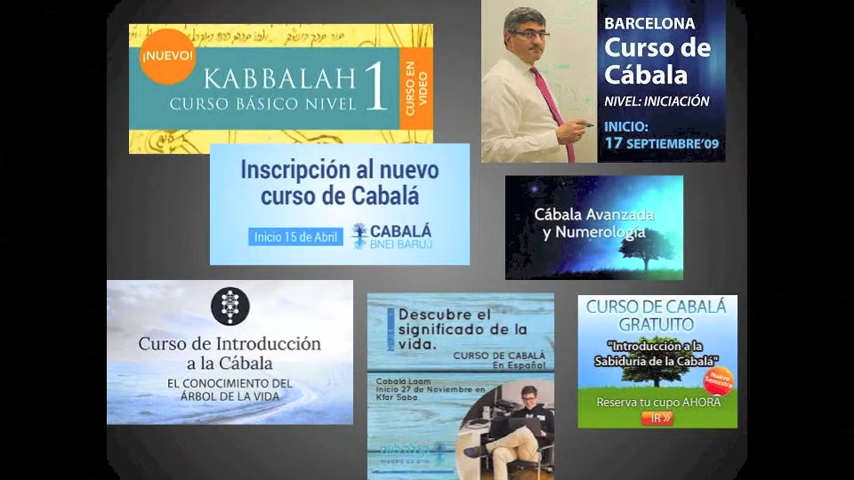 ¡NUEVO!
KABBALAH 1
CURSO BÁSICO NIVEL
CURSO EN VIDEO
BARCELONA
Curso de
Cábala
NIVEL: INICIACIÓN
INICIO:
17 SEPTIEMBRE'09
Inscripción al nuevo
curso de Cabalá
Inicio 15 de Abril
CABALÁ
BNEI BARUJ
Cábala Avanzada
y Numerología
Curso de Introducción
a la Cábala
EL CONOCIMIENTO DEL
ÁRBOL DE LA VIDA
Descubre el
significado de la
vida.
CURSO DE CABALÁ
En Español
Cabalá Laam
Inicio 27 de Noviembre en
Kfar Saba
CURSO DE CABALÁ
GRATUITO
"Introducción a la
Sabiduria de la Cabalá"
Nuevo
Semestre
Reserva tu cupo AHORA
IR »